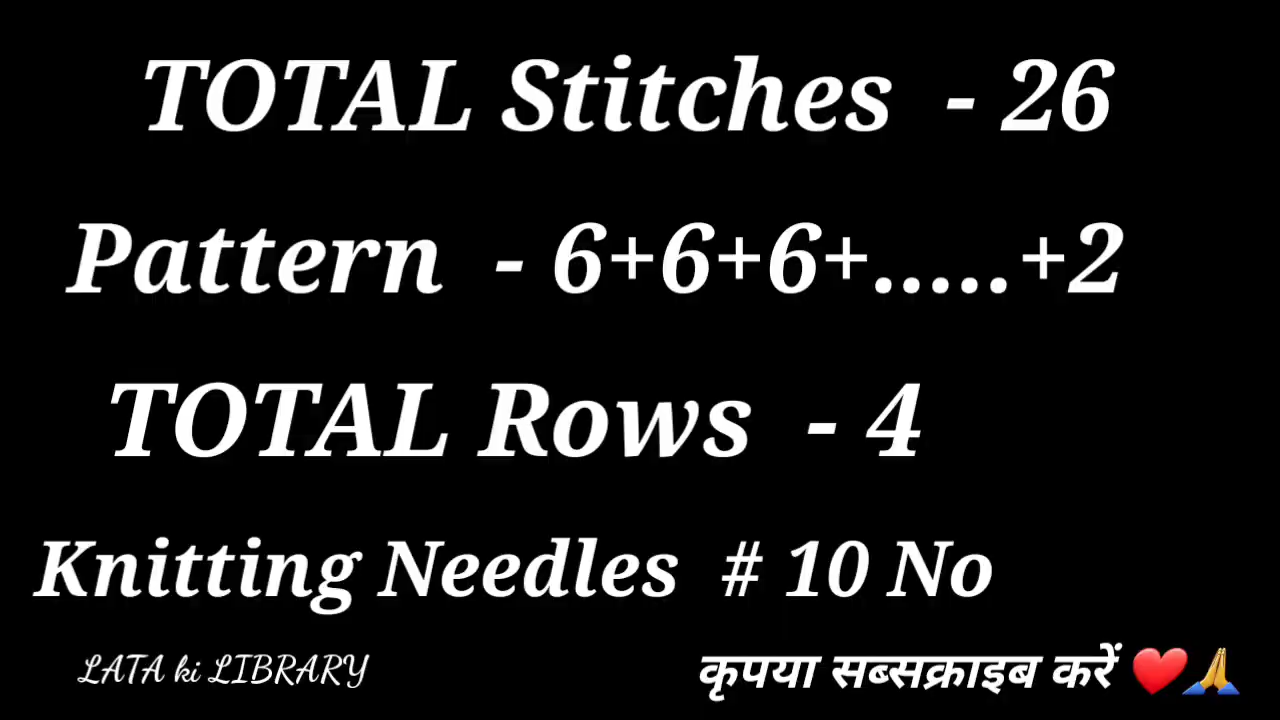 TOTAL Stitches - 26
Pattern - 6+6+6+.....+2
TOTAL Rows - 4
Knitting Needles # 10 No
LATA ki LIBRARY
कृपया सब्सक्राइब करें ❤️🙏